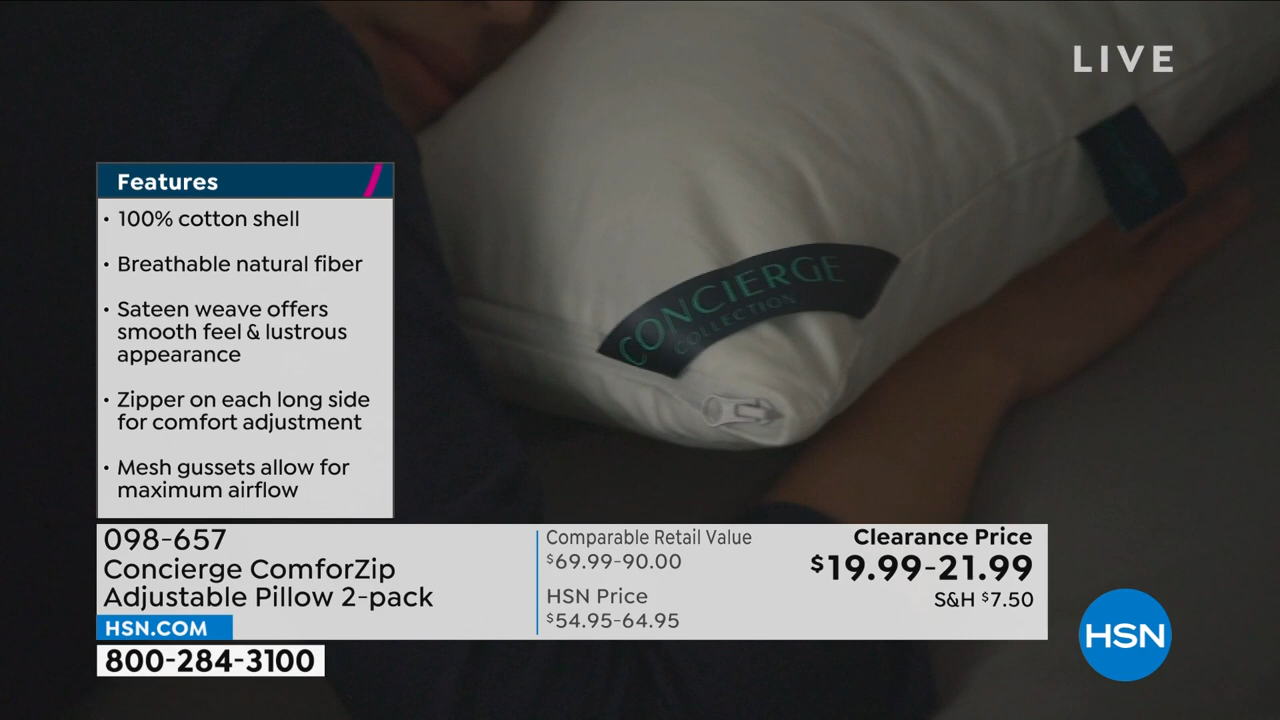 LIVE
Features
• 100% cotton shell
• Breathable natural fiber
• Sateen weave offers
smooth feel & lustrous
appearance
• Zipper on each long side
for comfort adjustment
• Mesh gussets allow for
maximum airflow
CONCIERGE
COLLECTION
098-657
Concierge ComforZip
Adjustable Pillow 2-pack
HSN.COM
800-284-3100
Comparable Retail Value
$69.99-90.00
HSN Price
$54.95-64.95
Clearance Price
$19.99-21.99
S&H $7.50
HSN